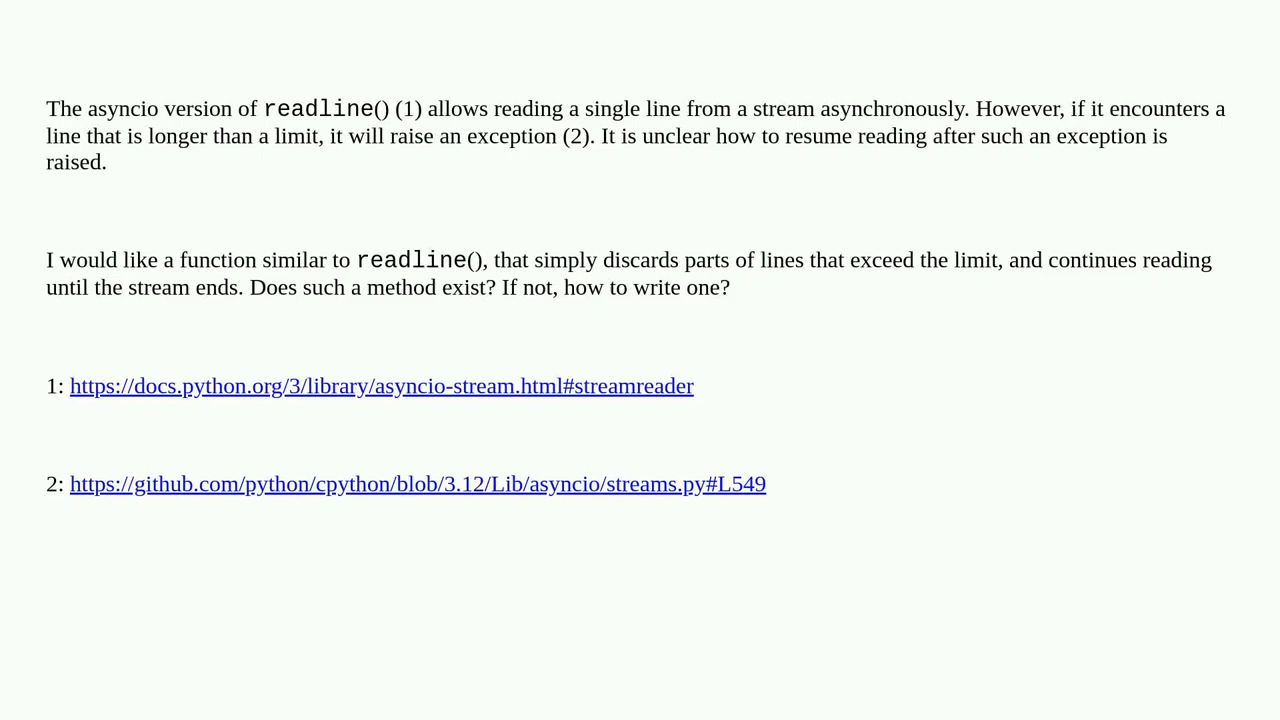 The asyncio version of readline() (1) allows reading a single line from a stream asynchronously. However, if it encounters a
line that is longer than a limit, it will raise an exception (2). It is unclear how to resume reading after such an exception is
raised.
I would like a function similar to readline(), that simply discards parts of lines that exceed the limit, and continues reading
until the stream ends. Does such a method exist? If not, how to write one?
1: https://docs.python.org/3/library/asyncio-stream.html#streamreader
2: https://github.com/python/cpython/blob/3.12/Lib/asyncio/streams.py#L549